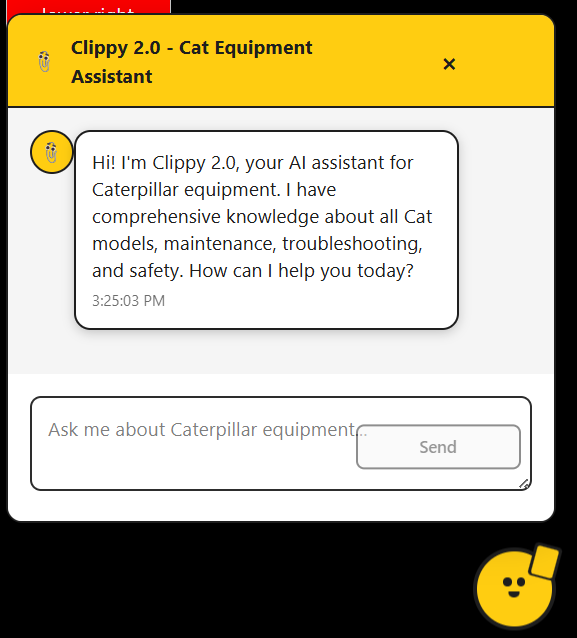 lower right
Clippy 2.0 - Cat Equipment
Assistant
×
Hi! I'm Clippy 2.0, your AI assistant for
Caterpillar equipment. I have
comprehensive knowledge about all Cat
models, maintenance, troubleshooting,
and safety. How can I help you today?
3:25:03 PM
Ask me about Caterpillar equipment...
Send